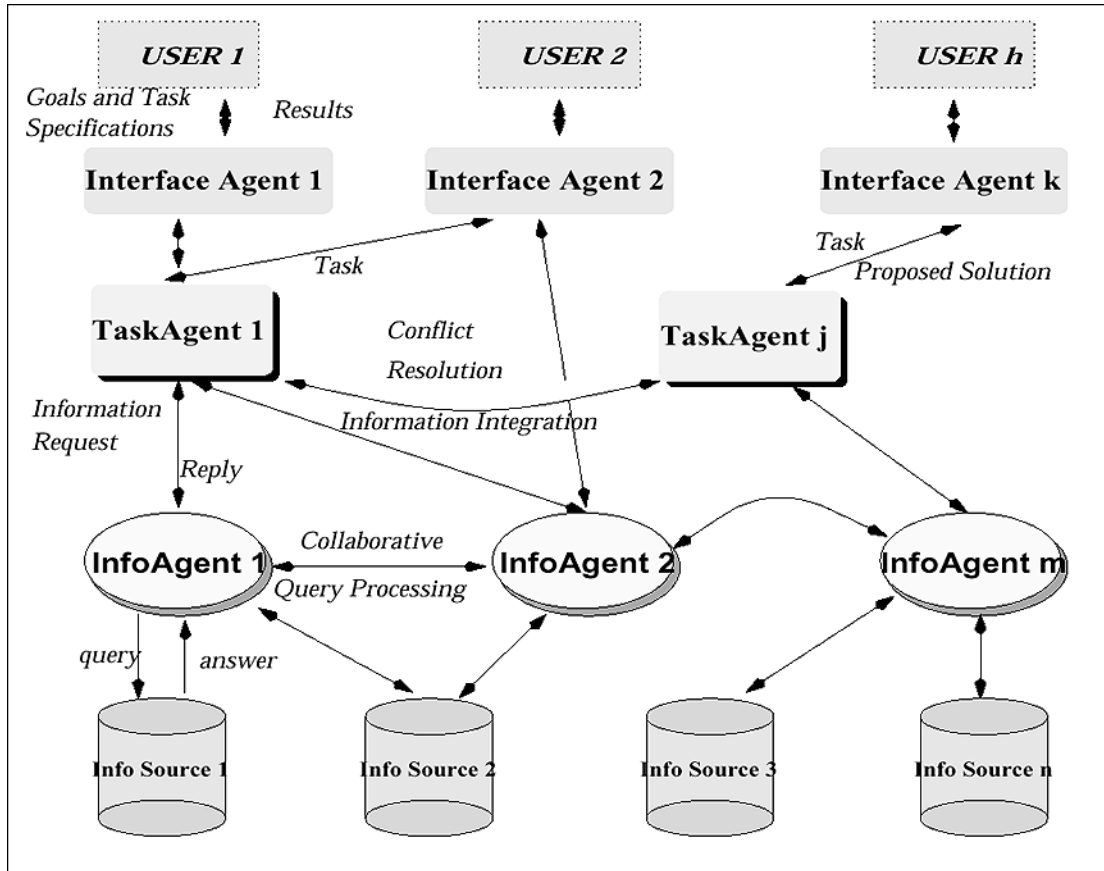 USER 1
USER 2
USER h
Goals and Task
Specifications
Results
Interface Agent 1
Interface Agent 2
Interface Agent k
Task
Task
Proposed Solution
TaskAgent 1
TaskAgent j
Conflict
Resolution
Information
Request
Information Integration
Reply
InfoAgent 1
Collaborative
Query Processing
InfoAgent 2
InfoAgent m
query
answer
Info Source 1
Info Source 2
Info Source 3
Info Source n